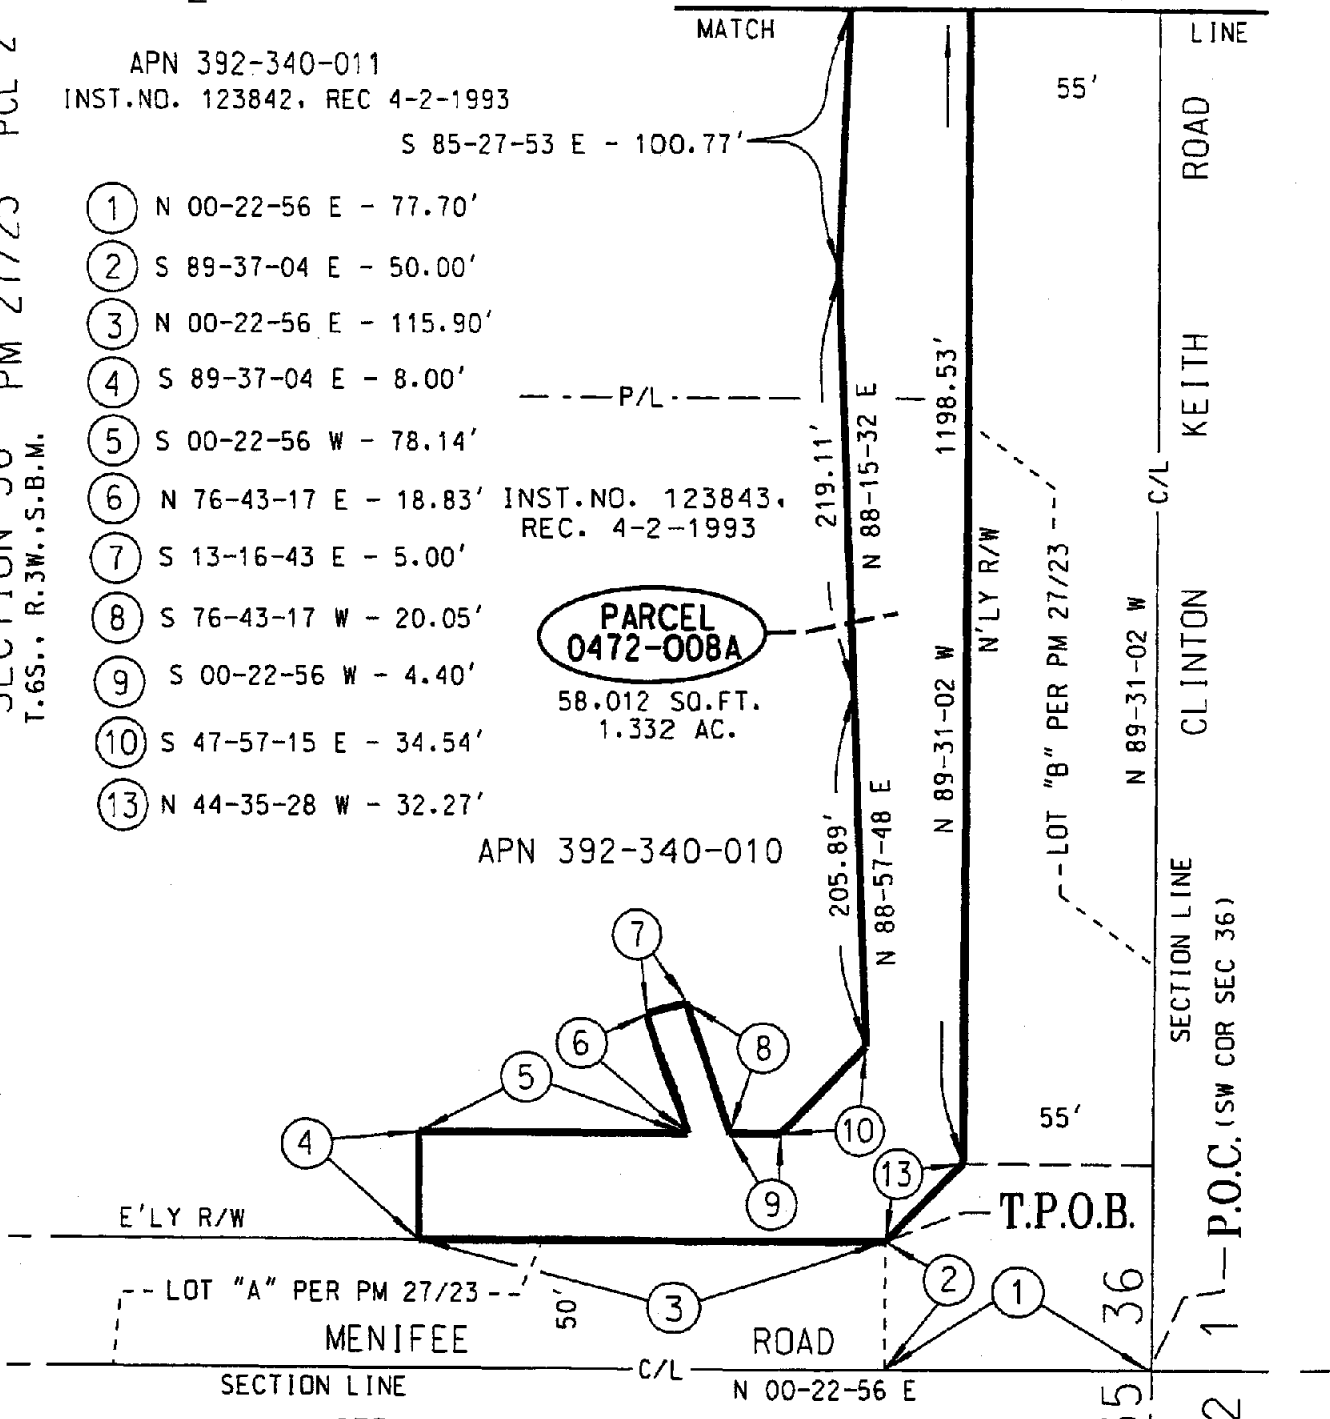 MATCH
LINE
APN 392-340-011
INST.NO. 123842, REC 4-2-1993
S 85-27-53 E - 100.77'
55'
ROAD
1 N 00-22-56 E - 77.70'
2 S 89-37-04 E - 50.00'
3 N 00-22-56 E - 115.90'
4 S 89-37-04 E - 8.00'
5 S 00-22-56 W - 78.14'
6 N 76-43-17 E - 18.83'
7 S 13-16-43 E - 5.00'
8 S 76-43-17 W - 20.05'
9 S 00-22-56 W - 4.40'
10 S 47-57-15 E - 34.54'
13 N 44-35-28 W - 32.27'
T.6S., R.3W.,S.B.M.
P/L
INST.NO. 123843,
REC. 4-2-1993
PARCEL
0472-008A
58.012 SQ.FT.
1.332 AC.
APN 392-340-010
219.11'
N 88-15-32 E
1198.53'
KEITH
C/L
N'LY R/W
LOT "B" PER PM 27/23
N 89-31-02 W
N 89-31-02 W
CLINTON
205.89'
N 88-57-48 E
SECTION LINE
P.O.C. (SW COR SEC 36)
7
6
8
5
4
10
9
13
55'
T.P.O.B.
E'LY R/W
LOT "A" PER PM 27/23
50'
3
2
1
36
1
MENIFEE
ROAD
C/L
SECTION LINE
N 00-22-56 E
2